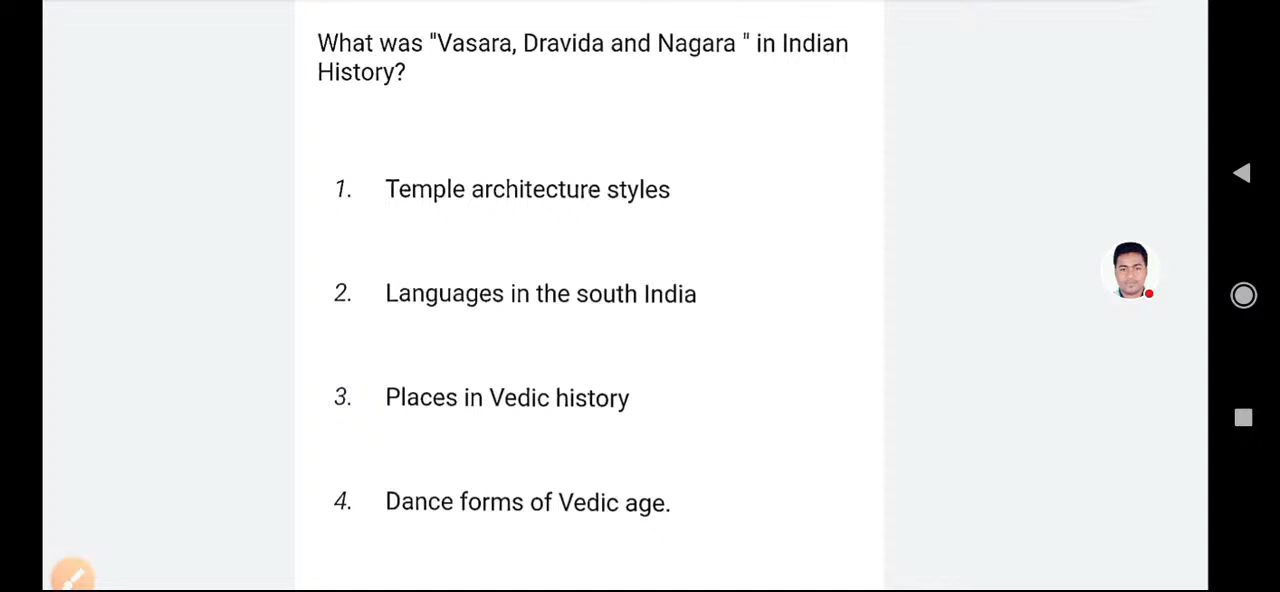 What was "Vasara, Dravida and Nagara " in Indian
History?
1. Temple architecture styles
2. Languages in the south India
3. Places in Vedic history
4. Dance forms of Vedic age.